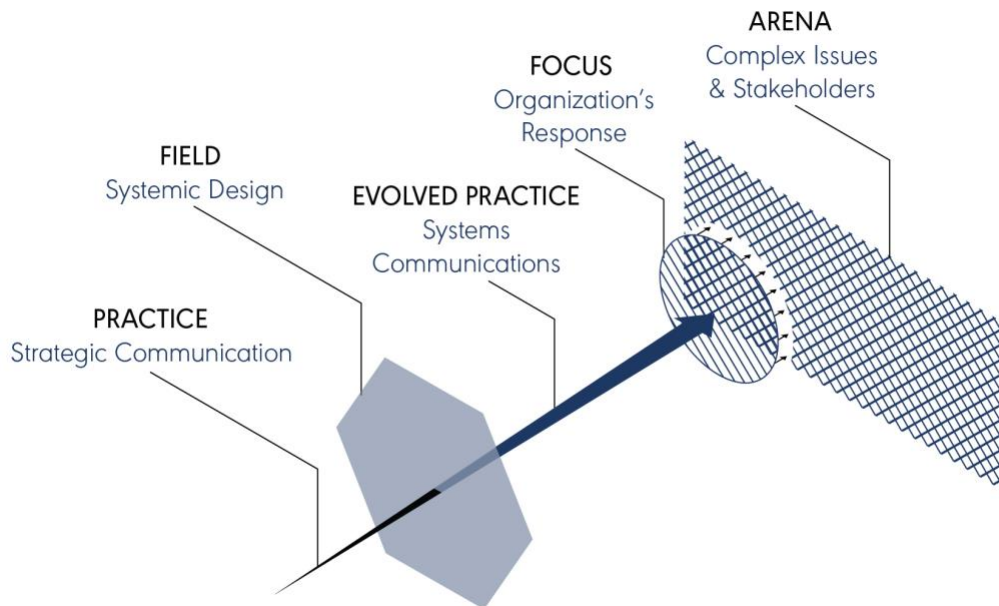 ARENA
Complex Issues
& Stakeholders
FOCUS
Organization's
Response
FIELD
Systemic Design
EVOLVED PRACTICE
Systems
Communications
PRACTICE
Strategic Communication